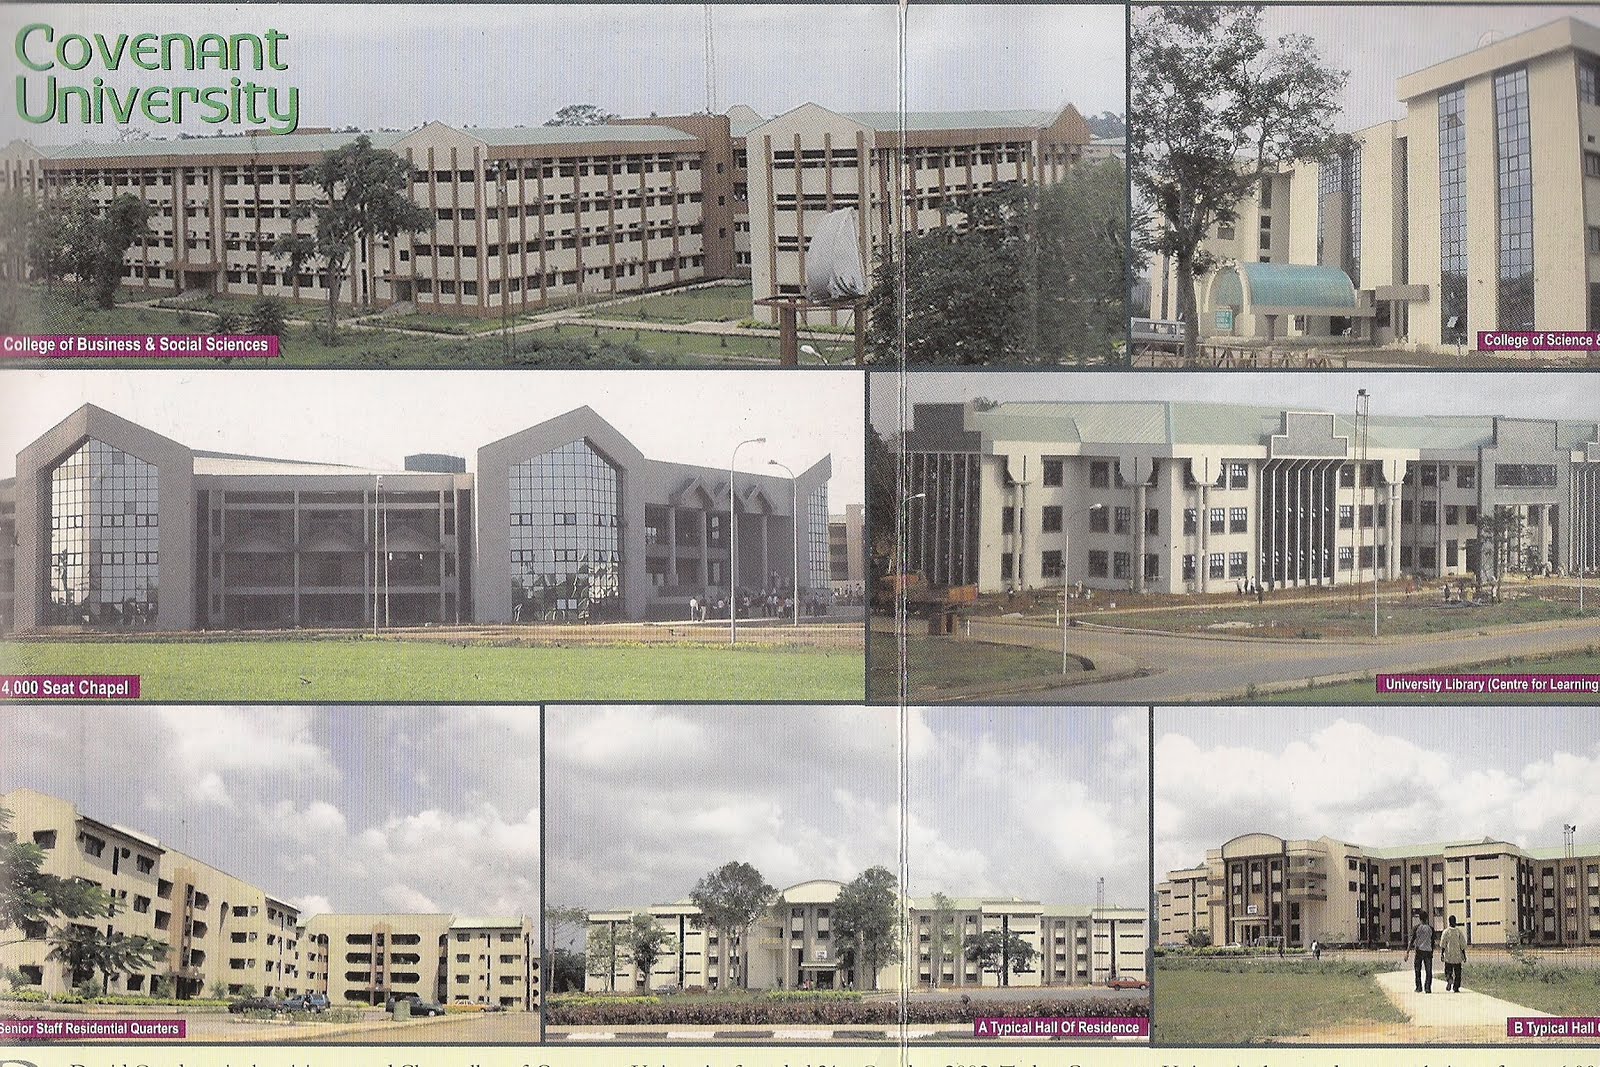 Covenant
University
College of Business & Social Sciences
College of Science &
4,000 Seat Chapel
University Library (Centre for Learning
Senior Staff Residential Quarters
A Typical Hall Of Residence
B Typical Hall